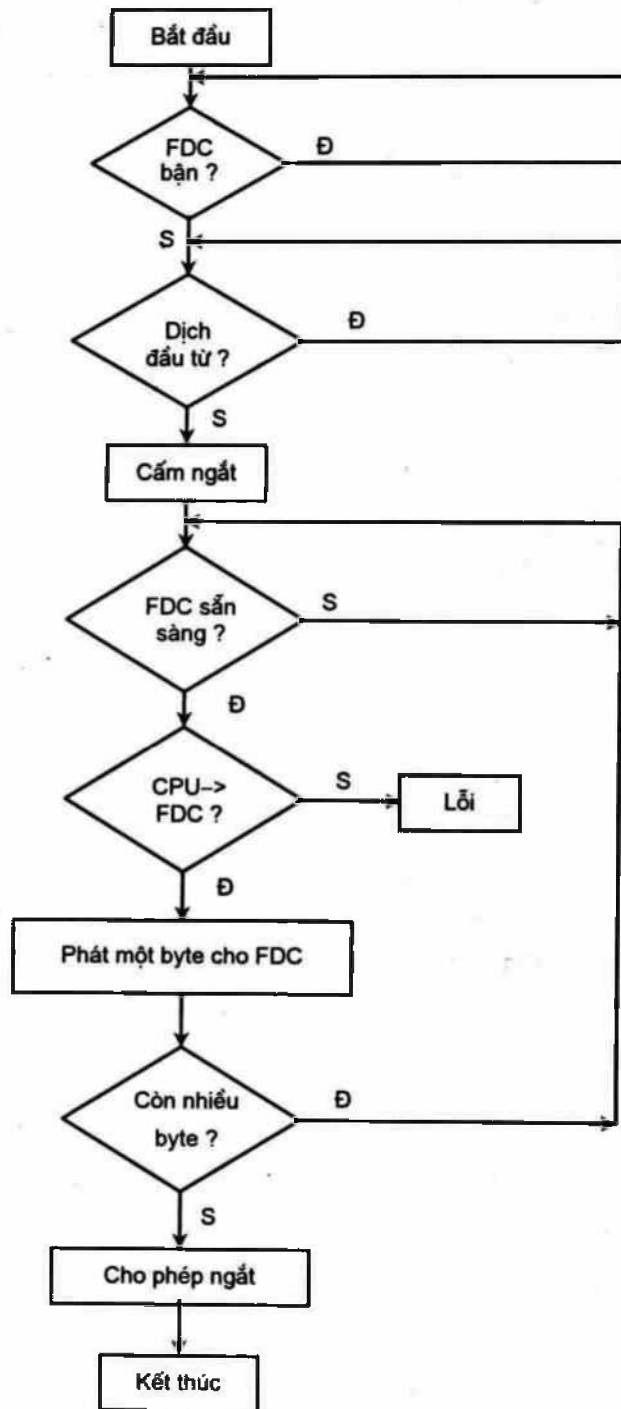 Bắt đầu
FDC
bận ?
Đ
S
Dịch
đầu từ ?
Đ
S
Cấm ngắt
FDC sẵn
sàng ?
S
Đ
CPU–>
FDC ?
S
Lỗi
Đ
Phát một byte cho FDC
Còn nhiều
byte ?
Đ
S
Cho phép ngắt
Kết thúc